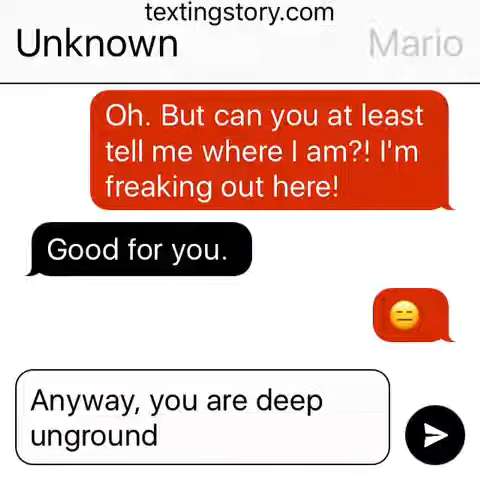 textingstory.com
Unknown
Mario
Oh. But can you at least
tell me where I am?! I'm
freaking out here!
Good for you.
😑
Anyway, you are deep
unground